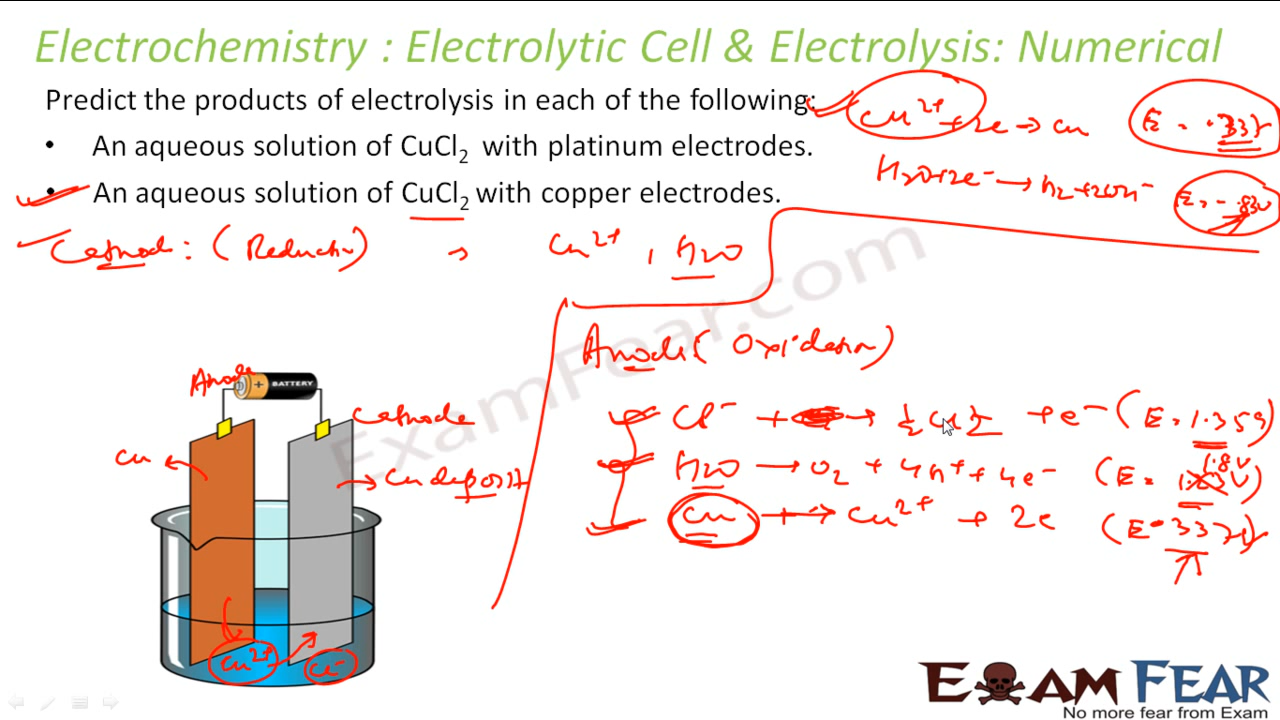 Electrochemistry : Electrolytic Cell & Electrolysis: Numerical
Predict the products of electrolysis in each of the following:
• An aqueous solution of CuCl₂ with platinum electrodes.
• An aqueous solution of CuCl₂ with copper electrodes.
Cu²⁺ + 2e → Cu
H₂O + 2e⁻ → H₂ + 2OH⁻
Cathode: (Reduction) → Cu²⁺ , H₂O
Anode (Oxidation)
Cl⁻ + → ½ Cl₂ + e⁻ (E = 1.359)
1.8V
H₂O → O₂ + 4H⁺ + 4e⁻ (E =
Cu → Cu²⁺ + 2e
Anode
BATTERY
Cathode
Cu
Cu deposit
Cu²⁺
Cl⁻
ExamFear.com
EXAM FEAR
No more fear from Exam